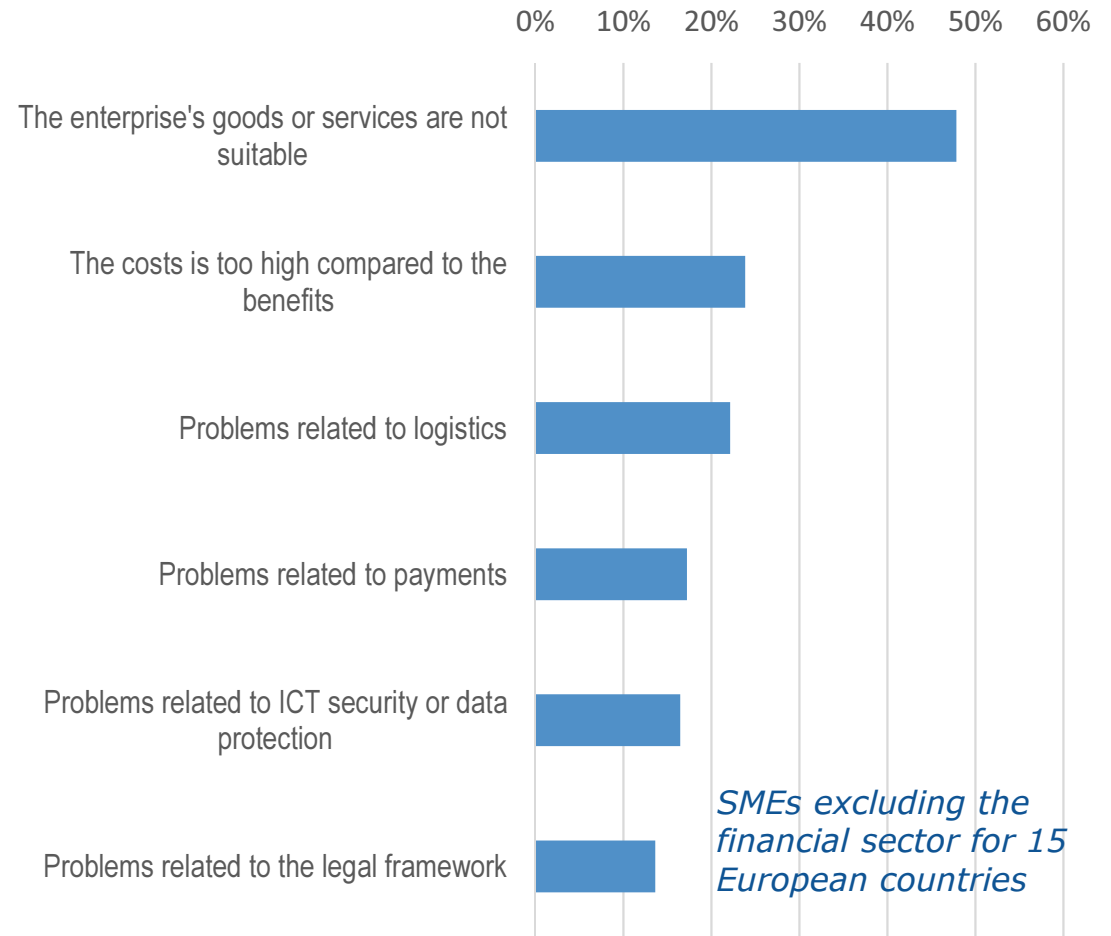 0% 10% 20% 30% 40% 50% 60%
The enterprise's goods or services are not
suitable
The costs is too high compared to the
benefits
Problems related to logistics
Problems related to payments
Problems related to ICT security or data
protection
Problems related to the legal framework
SMEs excluding the
financial sector for 15
European countries